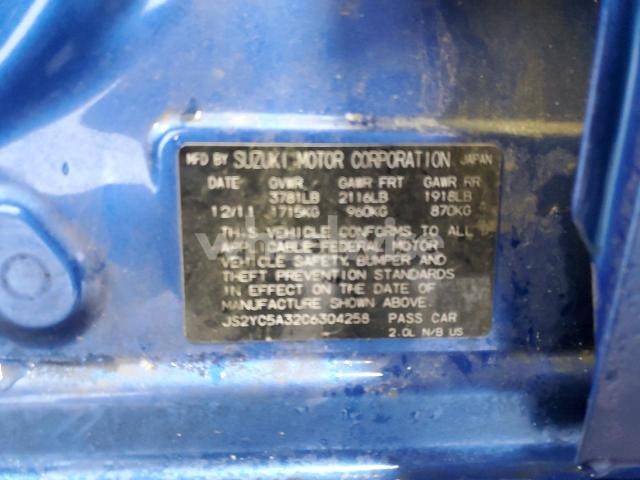 MFD BY SUZUKI MOTOR CORPORATION JAPAN
DATE GVWR GAWR FRT GAWR RR
3781LB 2116LB 1918LB
12/11 1715KG 960KG 870KG
THIS VEHICLE CONFORMS TO ALL
APPLICABLE FEDERAL MOTOR
VEHICLE SAFETY, BUMPER AND
THEFT PREVENTION STANDARDS
IN EFFECT ON THE DATE OF
MANUFACTURE SHOWN ABOVE.
JS2YC5A32C6304258 PASS CAR
2.0L N/B US